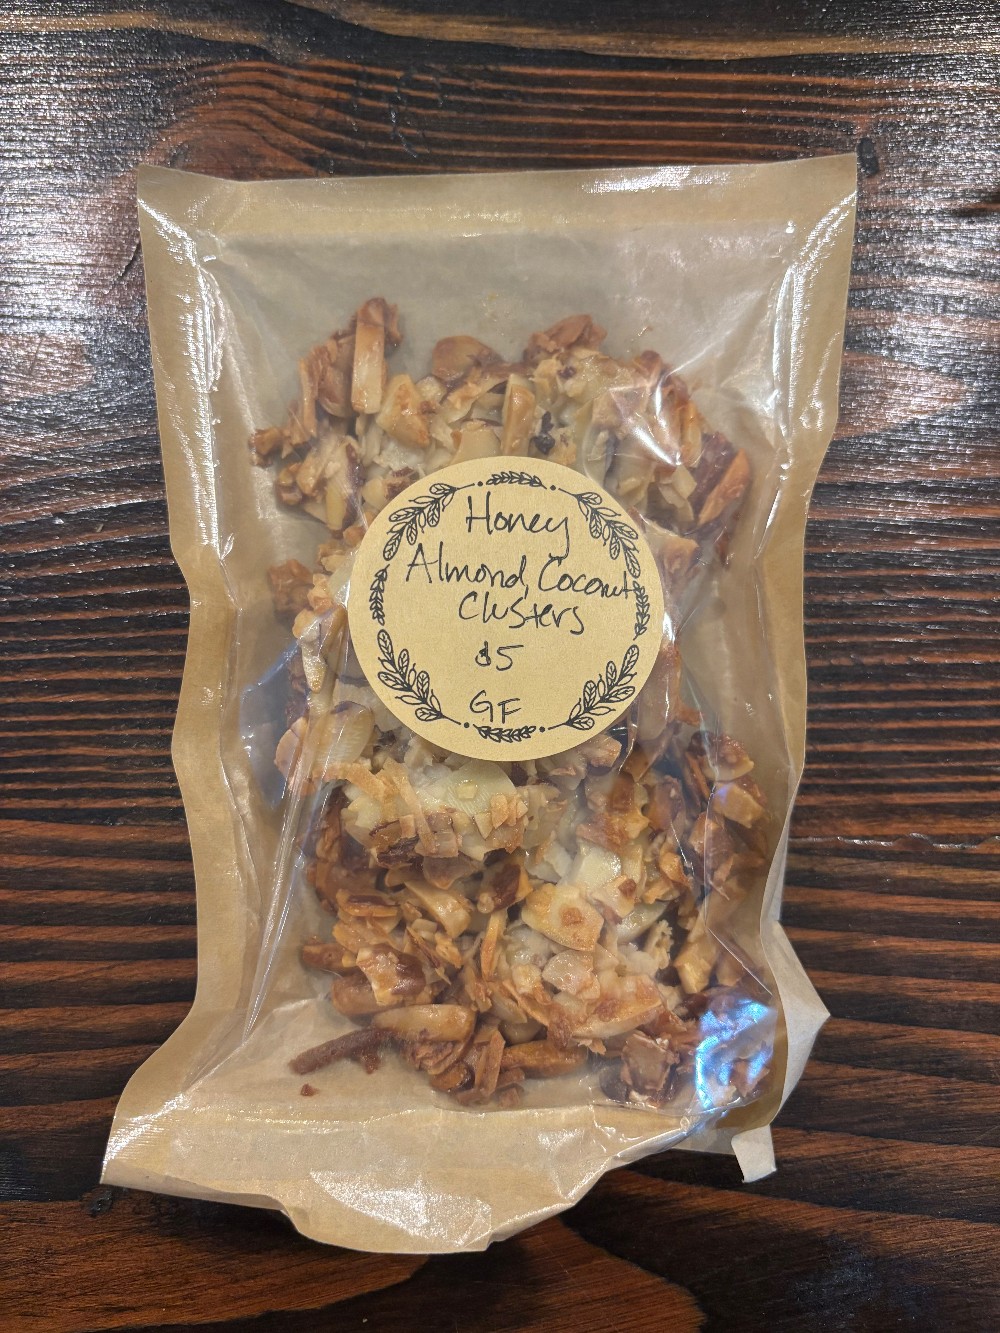 Honey
Almond, Coconut
Clusters
$5
GF